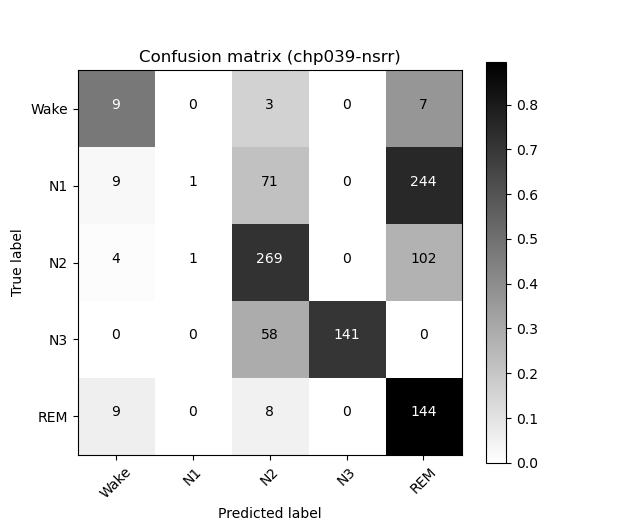 Confusion matrix (chp039-nsrr)
Wake 9 0 3 0 7
N1 9 1 71 0 244
N2 4 1 269 0 102
N3 0 0 58 141 0
REM 9 0 8 0 144
True label
Wake N1 N2 N3 REM
Predicted label
0.8
0.7
0.6
0.5
0.4
0.3
0.2
0.1
0.0